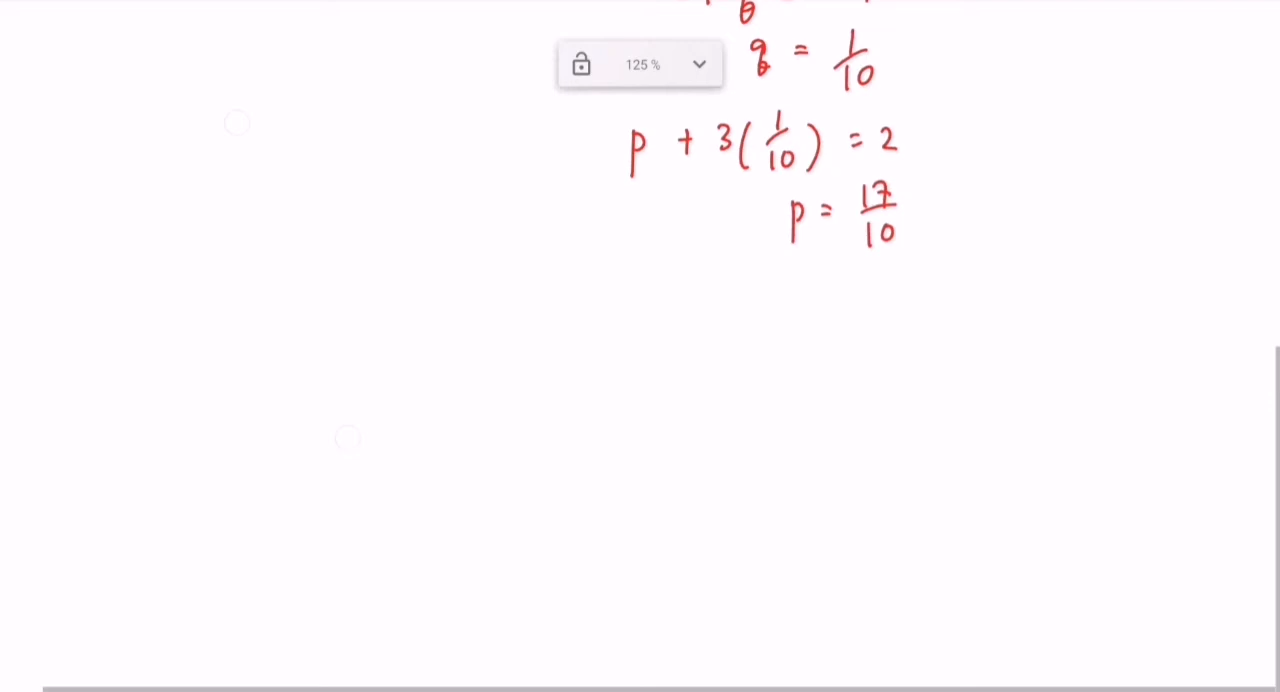 125 %
q = 1/10
p + 3(1/10) = 2
p = 17/10